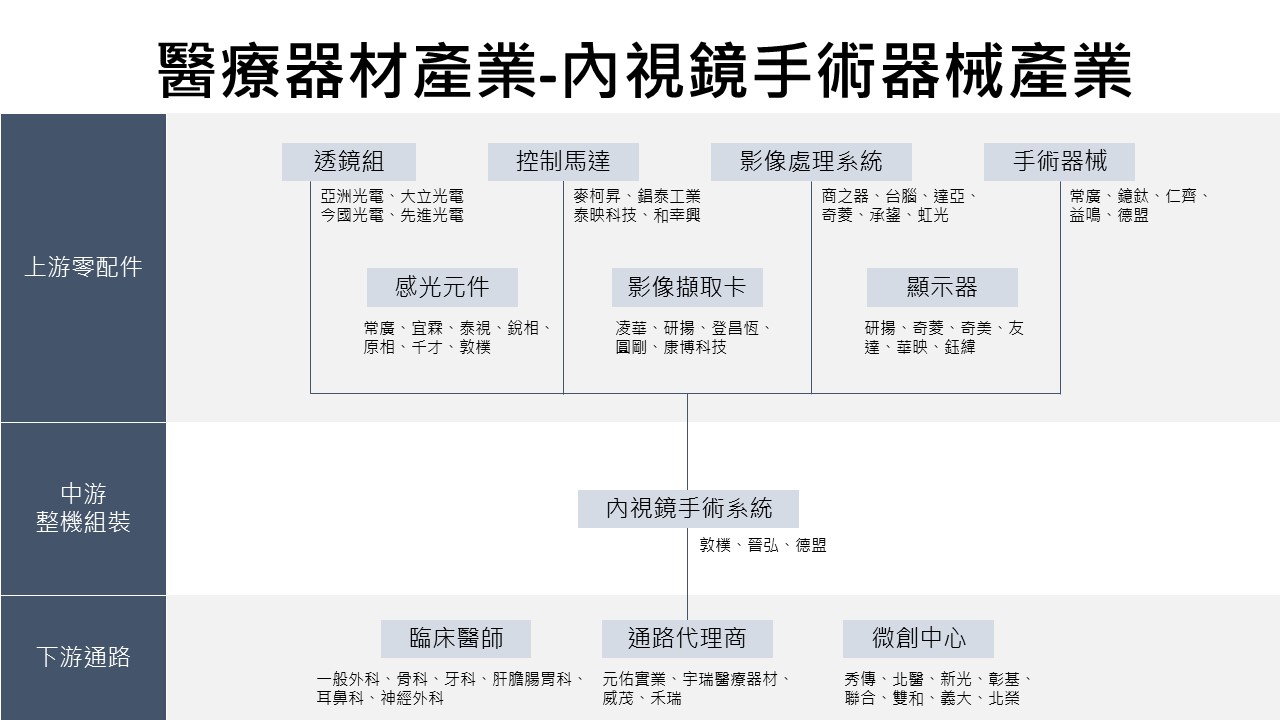 醫療器材產業-內視鏡手術器械產業
上游零配件
透鏡組
亞洲光電、大立光電
今國光電、先進光電
控制馬達
麥柯昇、錩泰工業
泰映科技、和幸興
影像處理系統
商之器、台腦、達亞、
奇菱、承鋆、虹光
手術器械
常廣、鐿鈦、仁齊、
益鳴、德盟
感光元件
常廣、宜霖、泰視、銳相、
原相、千才、敦樸
影像擷取卡
凌華、研揚、登昌恆、
圓剛、康博科技
顯示器
研揚、奇菱、奇美、友
達、華映、鈺緯
中游
整機組裝
內視鏡手術系統
敦樸、晉弘、德盟
下游通路
臨床醫師
一般外科、骨科、牙科、肝膽腸胃科、
耳鼻科、神經外科
通路代理商
元佑實業、宇瑞醫療器材、
威茂、禾瑞
微創中心
秀傳、北醫、新光、彰基、
聯合、雙和、義大、北榮